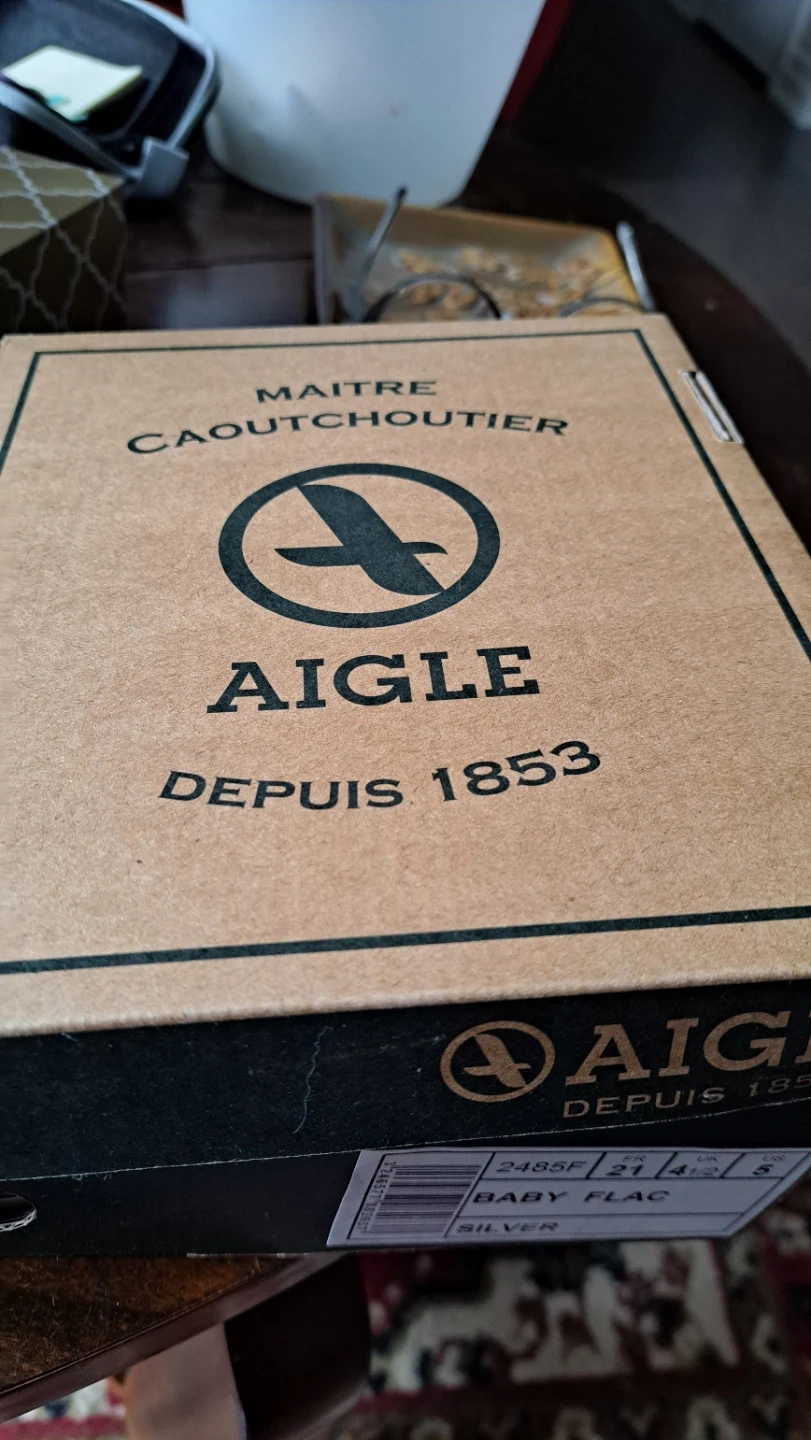 MAITRE
CAOUTCHOUTIER
AIGLE
DEPUIS 1853
AIGL
DEPUIS 185
2485F FR 21 UK 4 1/2 US 5
BABY FLAC
SILVER